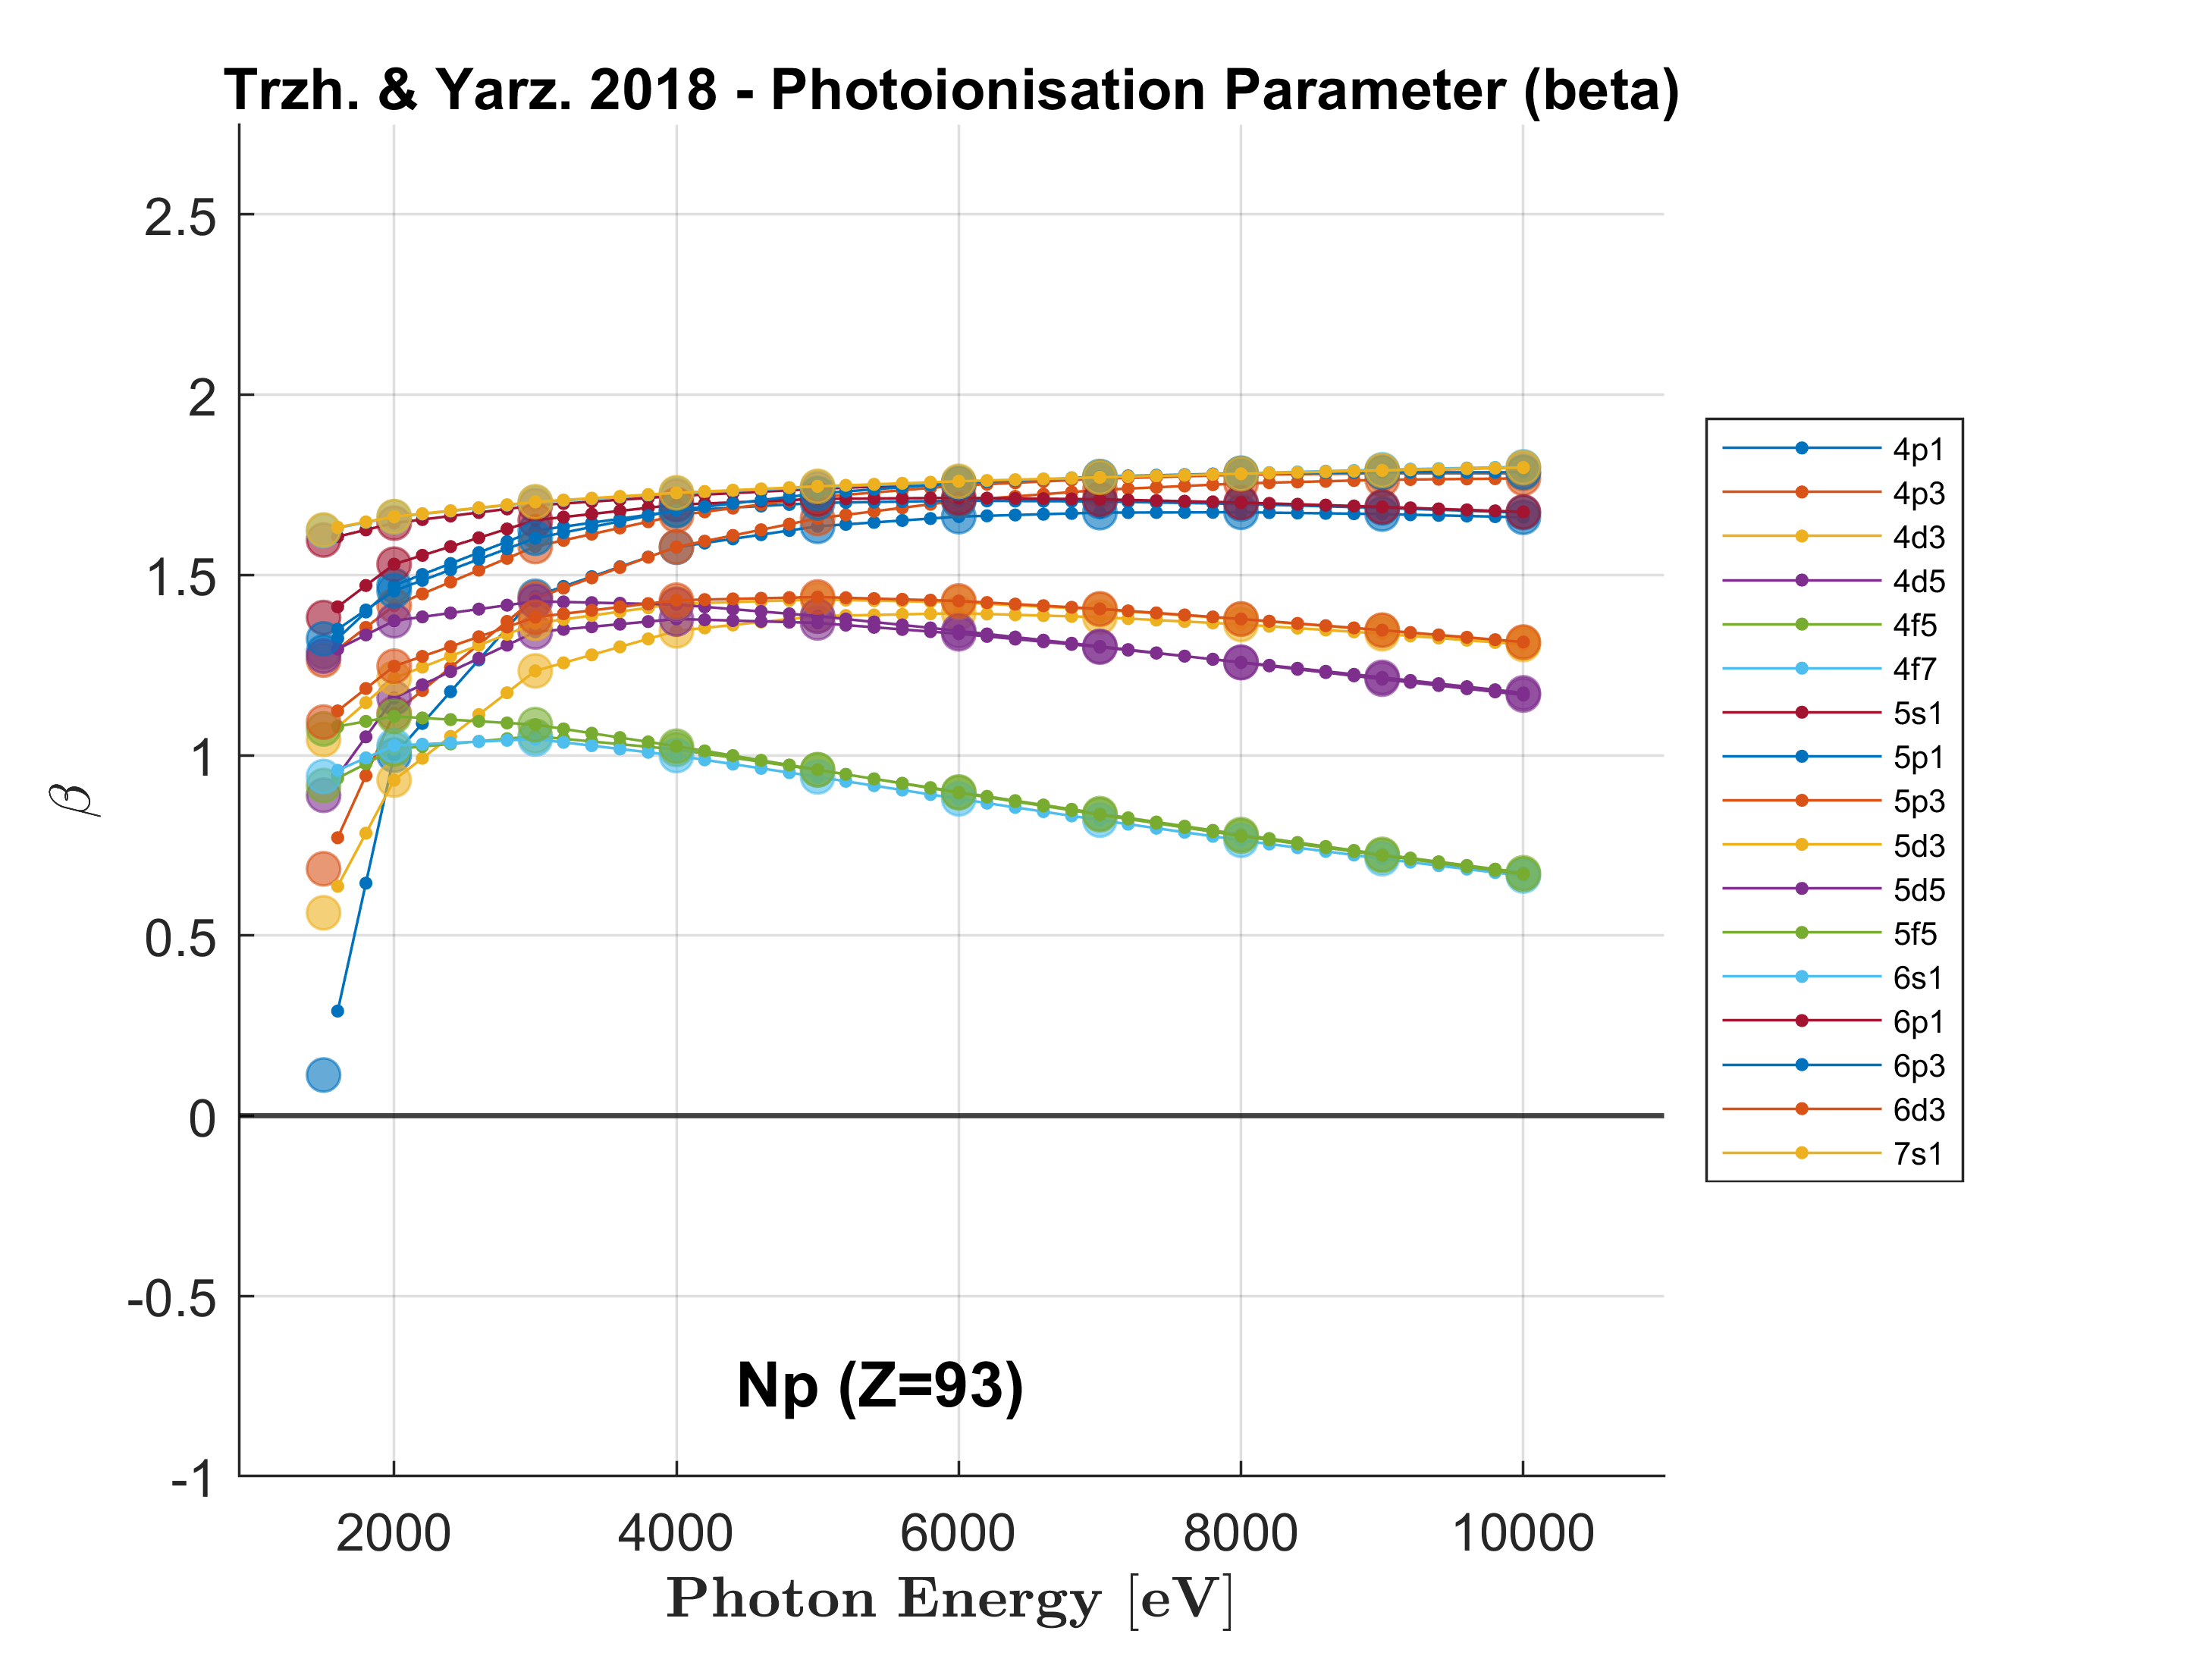 Trzh. & Yarz. 2018 - Photoionisation Parameter (beta)
2.5
2
1.5
1
0.5
0
-0.5
-1
β
2000 4000 6000 8000 10000
Photon Energy [eV]
Np (Z=93)
4p1
4p3
4d3
4d5
4f5
4f7
5s1
5p1
5p3
5d3
5d5
5f5
6s1
6p1
6p3
6d3
7s1